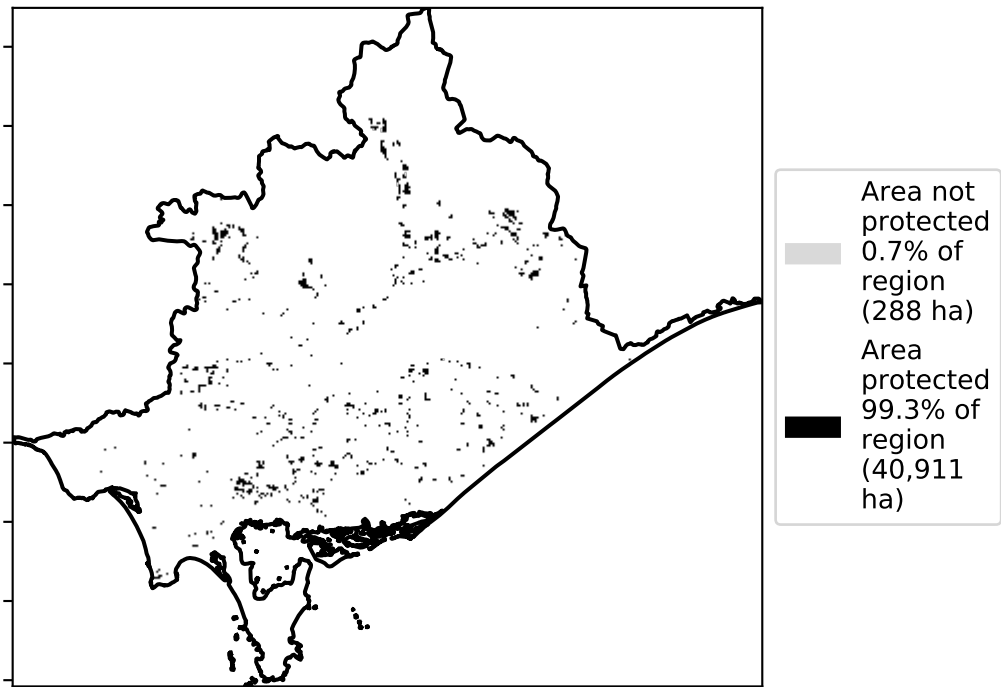 Area not
protected
0.7% of
region
(288 ha)
Area
protected
99.3% of
region
(40,911
ha)